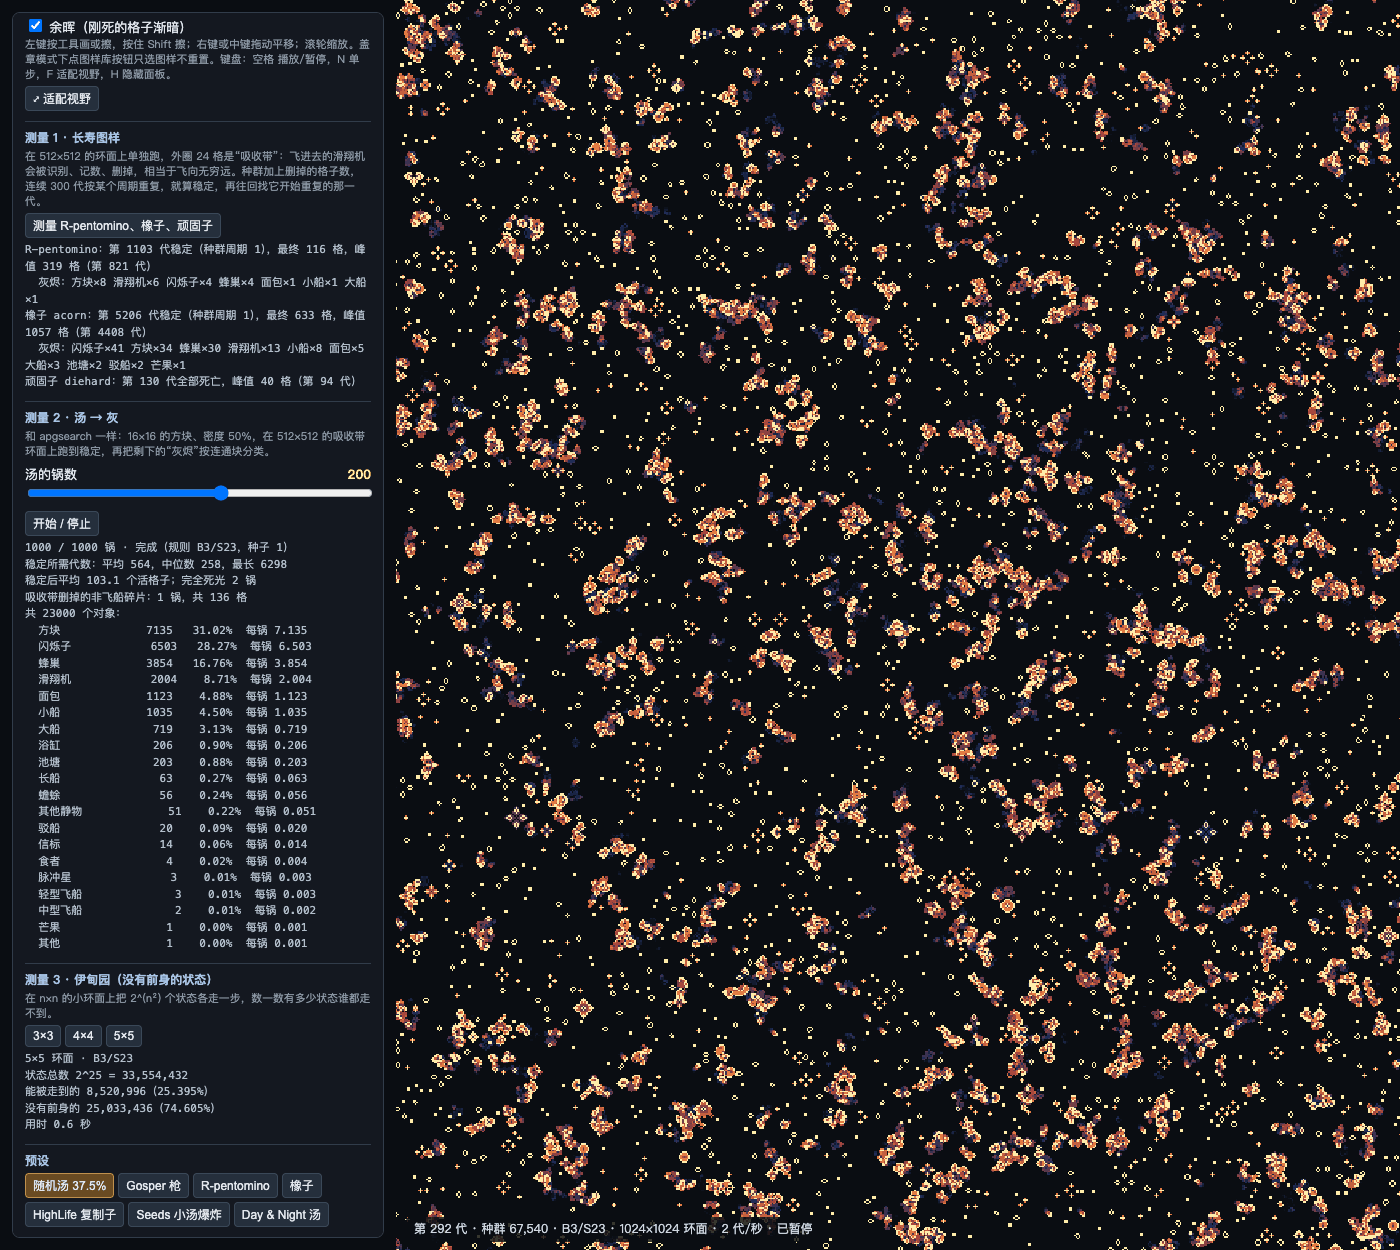 余晖（刚死的格子渐暗）
左键按工具画或擦，按住 Shift 擦；右键或中键拖动平移；滚轮缩放。盖
章模式下点图样库按钮只选图样不重置。键盘：空格 播放/暂停，N 单
步，F 适配视野，H 隐藏面板。
⤢ 适配视野
测量 1 · 长寿图样
在 512×512 的环面上单独跑，外圈 24 格是“吸收带”：飞进去的滑翔机
会被识别、记数、删掉，相当于飞向无穷远。种群加上删掉的格子数，
连续 300 代按某个周期重复，就算稳定，再往回找它开始重复的那一
代。
测量 R-pentomino、橡子、顽固子
R-pentomino：第 1103 代稳定（种群周期 1），最终 116 格，峰
值 319 格（第 821 代）
灰烬：方块×8 滑翔机×6 闪烁子×4 蜂巢×4 面包×1 小船×1 大船
×1
橡子 acorn：第 5206 代稳定（种群周期 1），最终 633 格，峰值
1057 格（第 4408 代）
灰烬：闪烁子×41 方块×34 蜂巢×30 滑翔机×13 小船×8 面包×5
大船×3 池塘×2 驳船×2 芒果×1
顽固子 diehard：第 130 代全部死亡，峰值 40 格（第 94 代）
测量 2 · 汤 → 灰
和 apgsearch 一样：16×16 的方块、密度 50%，在 512×512 的吸收带
环面上跑到稳定，再把剩下的“灰烬”按连通块分类。
汤的锅数 200
开始 / 停止
1000 / 1000 锅 · 完成（规则 B3/S23，种子 1）
稳定所需代数：平均 564，中位数 258，最长 6298
稳定后平均 103.1 个活格子；完全死光 2 锅
吸收带删掉的非飞船碎片：1 锅，共 136 格
共 23000 个对象：
方块 7135 31.02% 每锅 7.135
闪烁子 6503 28.27% 每锅 6.503
蜂巢 3854 16.76% 每锅 3.854
滑翔机 2004 8.71% 每锅 2.004
面包 1123 4.88% 每锅 1.123
小船 1035 4.50% 每锅 1.035
大船 719 3.13% 每锅 0.719
浴缸 206 0.90% 每锅 0.206
池塘 203 0.88% 每锅 0.203
长船 63 0.27% 每锅 0.063
蟾蜍 56 0.24% 每锅 0.056
其他静物 51 0.22% 每锅 0.051
驳船 20 0.09% 每锅 0.020
信标 14 0.06% 每锅 0.014
食者 4 0.02% 每锅 0.004
脉冲星 3 0.01% 每锅 0.003
轻型飞船 3 0.01% 每锅 0.003
中型飞船 2 0.01% 每锅 0.002
芒果 1 0.00% 每锅 0.001
其他 1 0.00% 每锅 0.001
测量 3 · 伊甸园（没有前身的状态）
在 n×n 的小环面上把 2^(n²) 个状态各走一步，数一数有多少状态谁都走
不到。
3×3 4×4 5×5
5×5 环面 · B3/S23
状态总数 2^25 = 33,554,432
能被走到的 8,520,996（25.395%）
没有前身的 25,033,436（74.605%）
用时 0.6 秒
预设
随机汤 37.5% Gosper 枪 R-pentomino 橡子
HighLife 复制子 Seeds 小汤爆炸 Day & Night 汤
第 292 代 · 种群 67,540 · B3/S23 · 1024x1024 环面 · 2 代/秒 · 已暂停